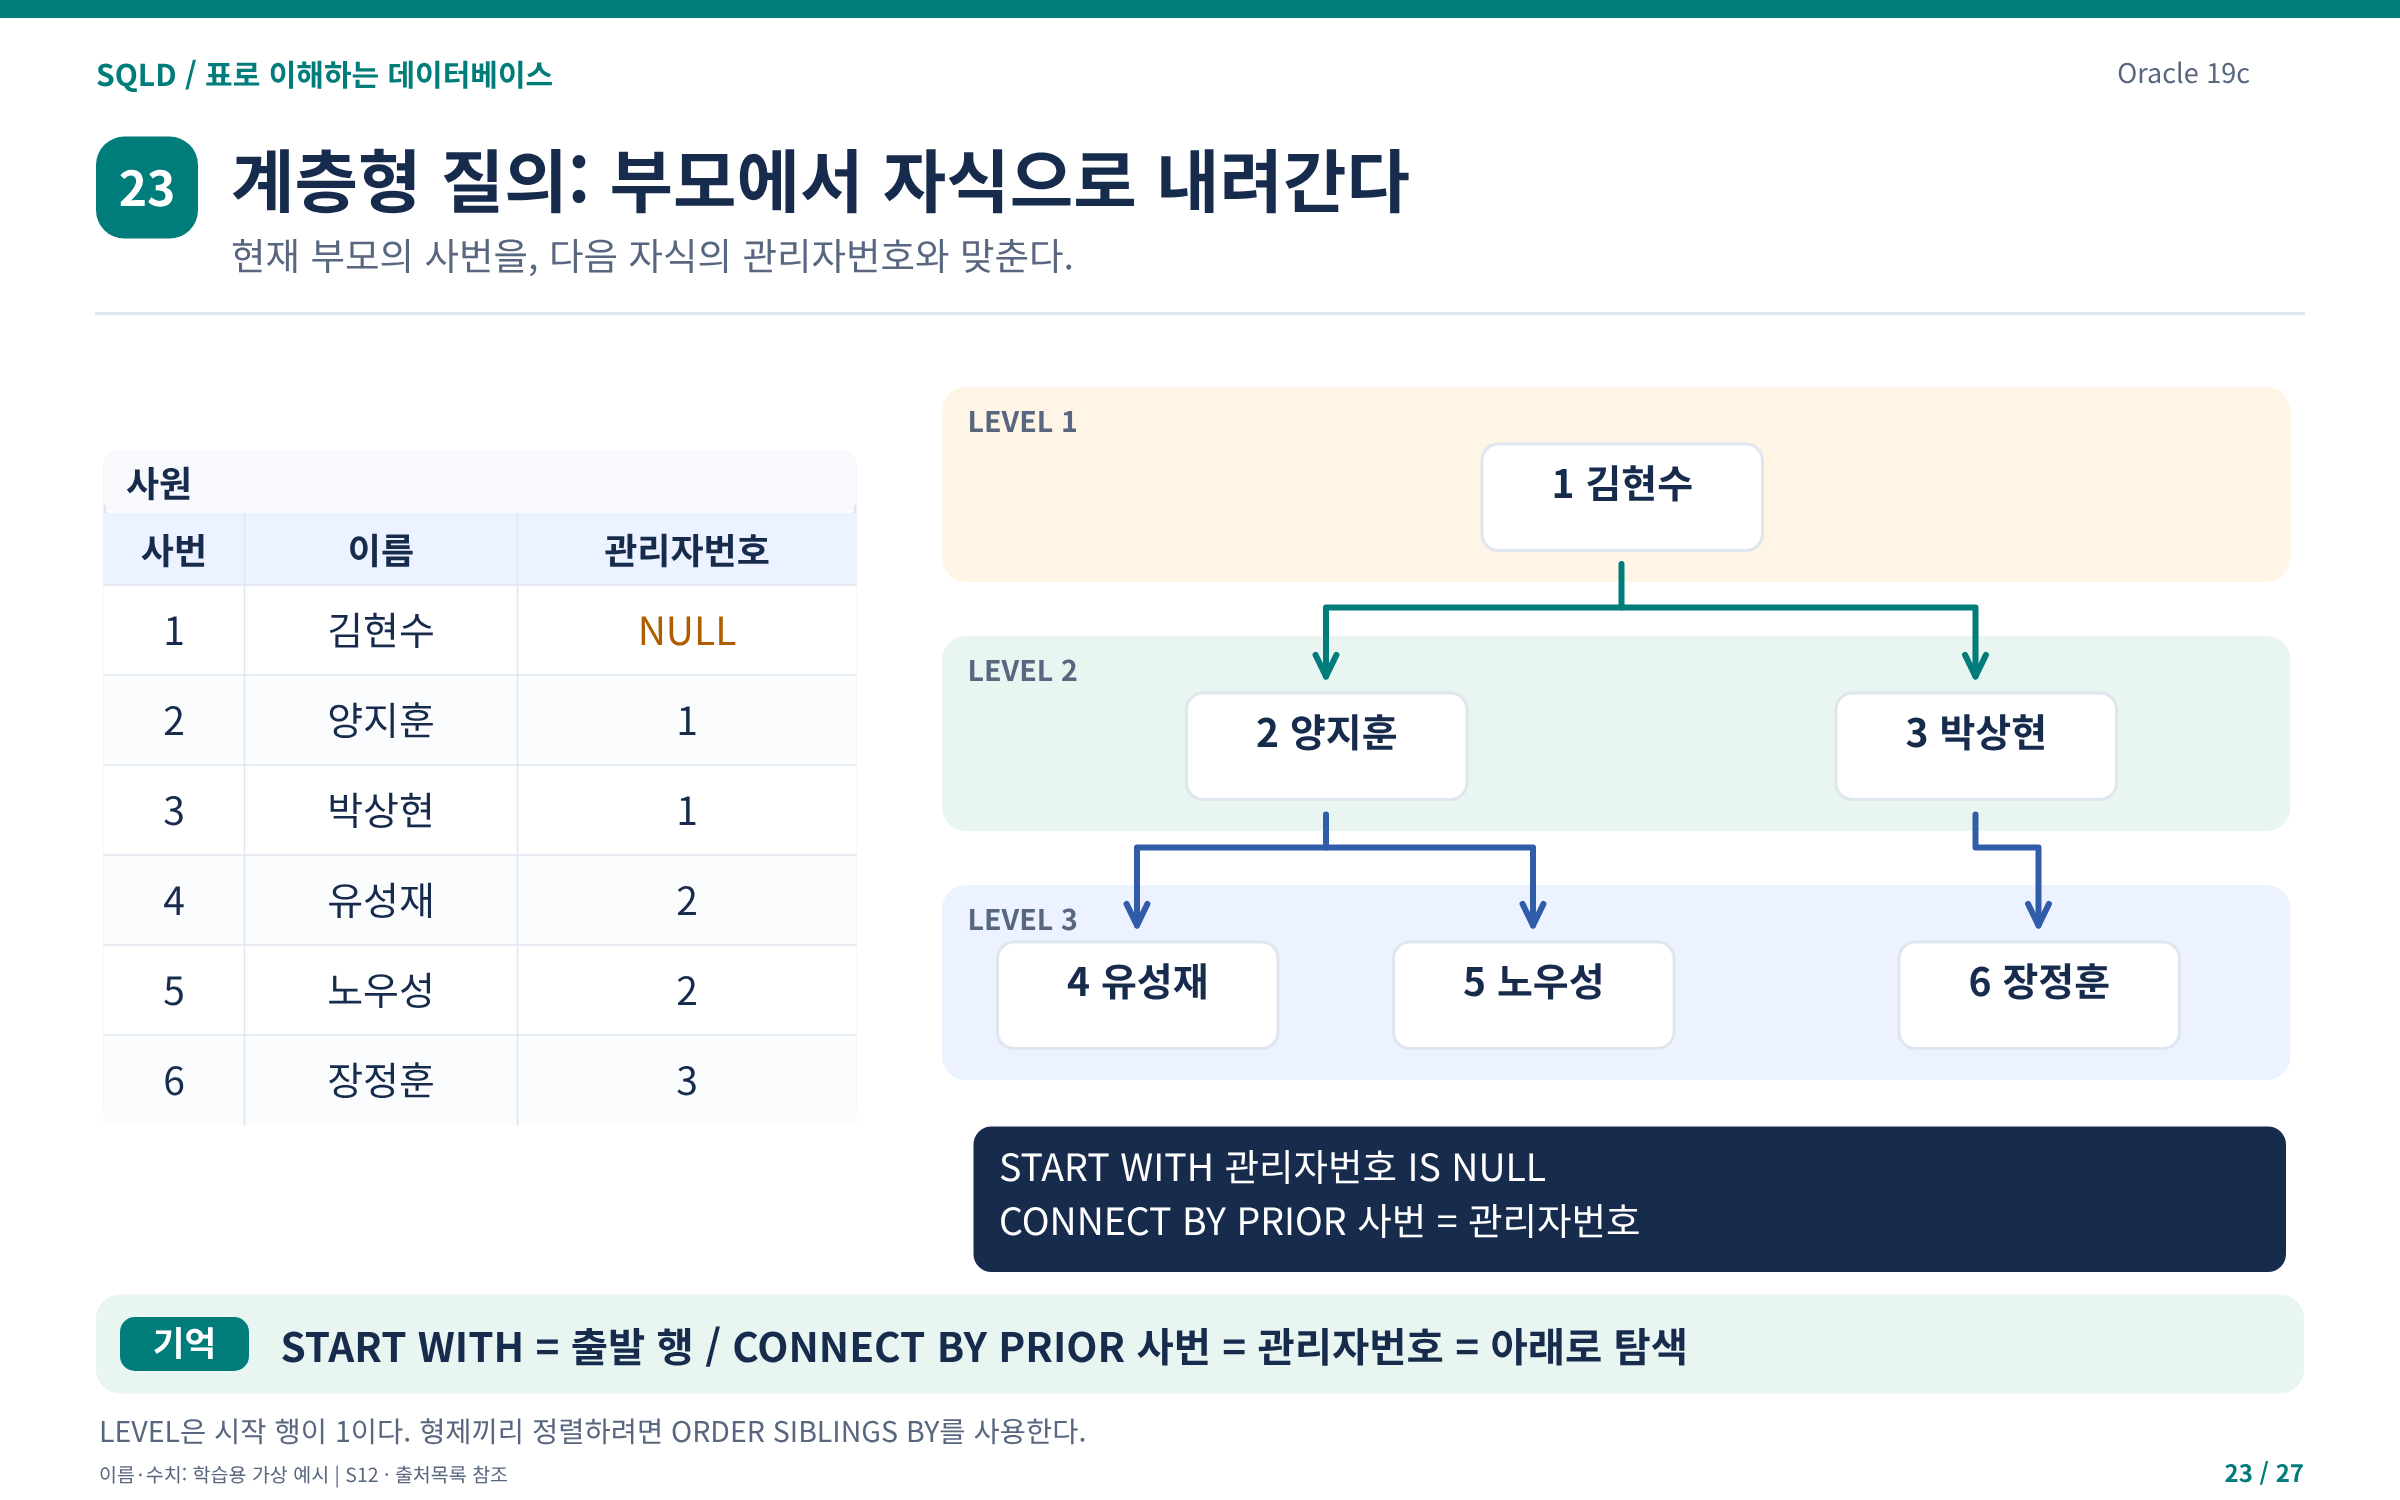 SQLD / 표로 이해하는 데이터베이스
Oracle 19c
23
계층형 질의: 부모에서 자식으로 내려간다
현재 부모의 사번을, 다음 자식의 관리자번호와 맞춘다.
사원
사번 이름 관리자번호
1 김현수 NULL
2 양지훈 1
3 박상현 1
4 유성재 2
5 노우성 2
6 장정훈 3
LEVEL 1
1 김현수
LEVEL 2
2 양지훈
3 박상현
LEVEL 3
4 유성재
5 노우성
6 장정훈
START WITH 관리자번호 IS NULL
CONNECT BY PRIOR 사번 = 관리자번호
기억
START WITH = 출발 행 / CONNECT BY PRIOR 사번 = 관리자번호 = 아래로 탐색
LEVEL은 시작 행이 1이다. 형제끼리 정렬하려면 ORDER SIBLINGS BY를 사용한다.
이름·수치: 학습용 가상 예시 | S12 · 출처목록 참조
23 / 27